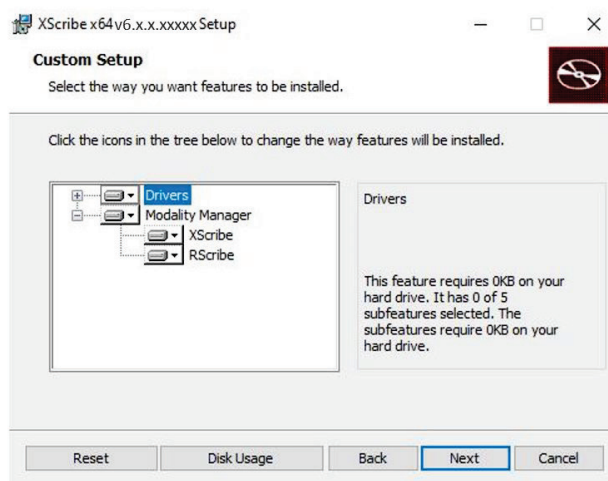 XScribe x64 v6.x.x.xxxxx Setup
Custom Setup
Select the way you want features to be installed.
Click the icons in the tree below to change the way features will be installed.
Drivers
Modality Manager
XScribe
RScribe
Drivers
This feature requires 0KB on your
hard drive. It has 0 of 5
subfeatures selected. The
subfeatures require 0KB on your
hard drive.
Reset
Disk Usage
Back
Next
Cancel